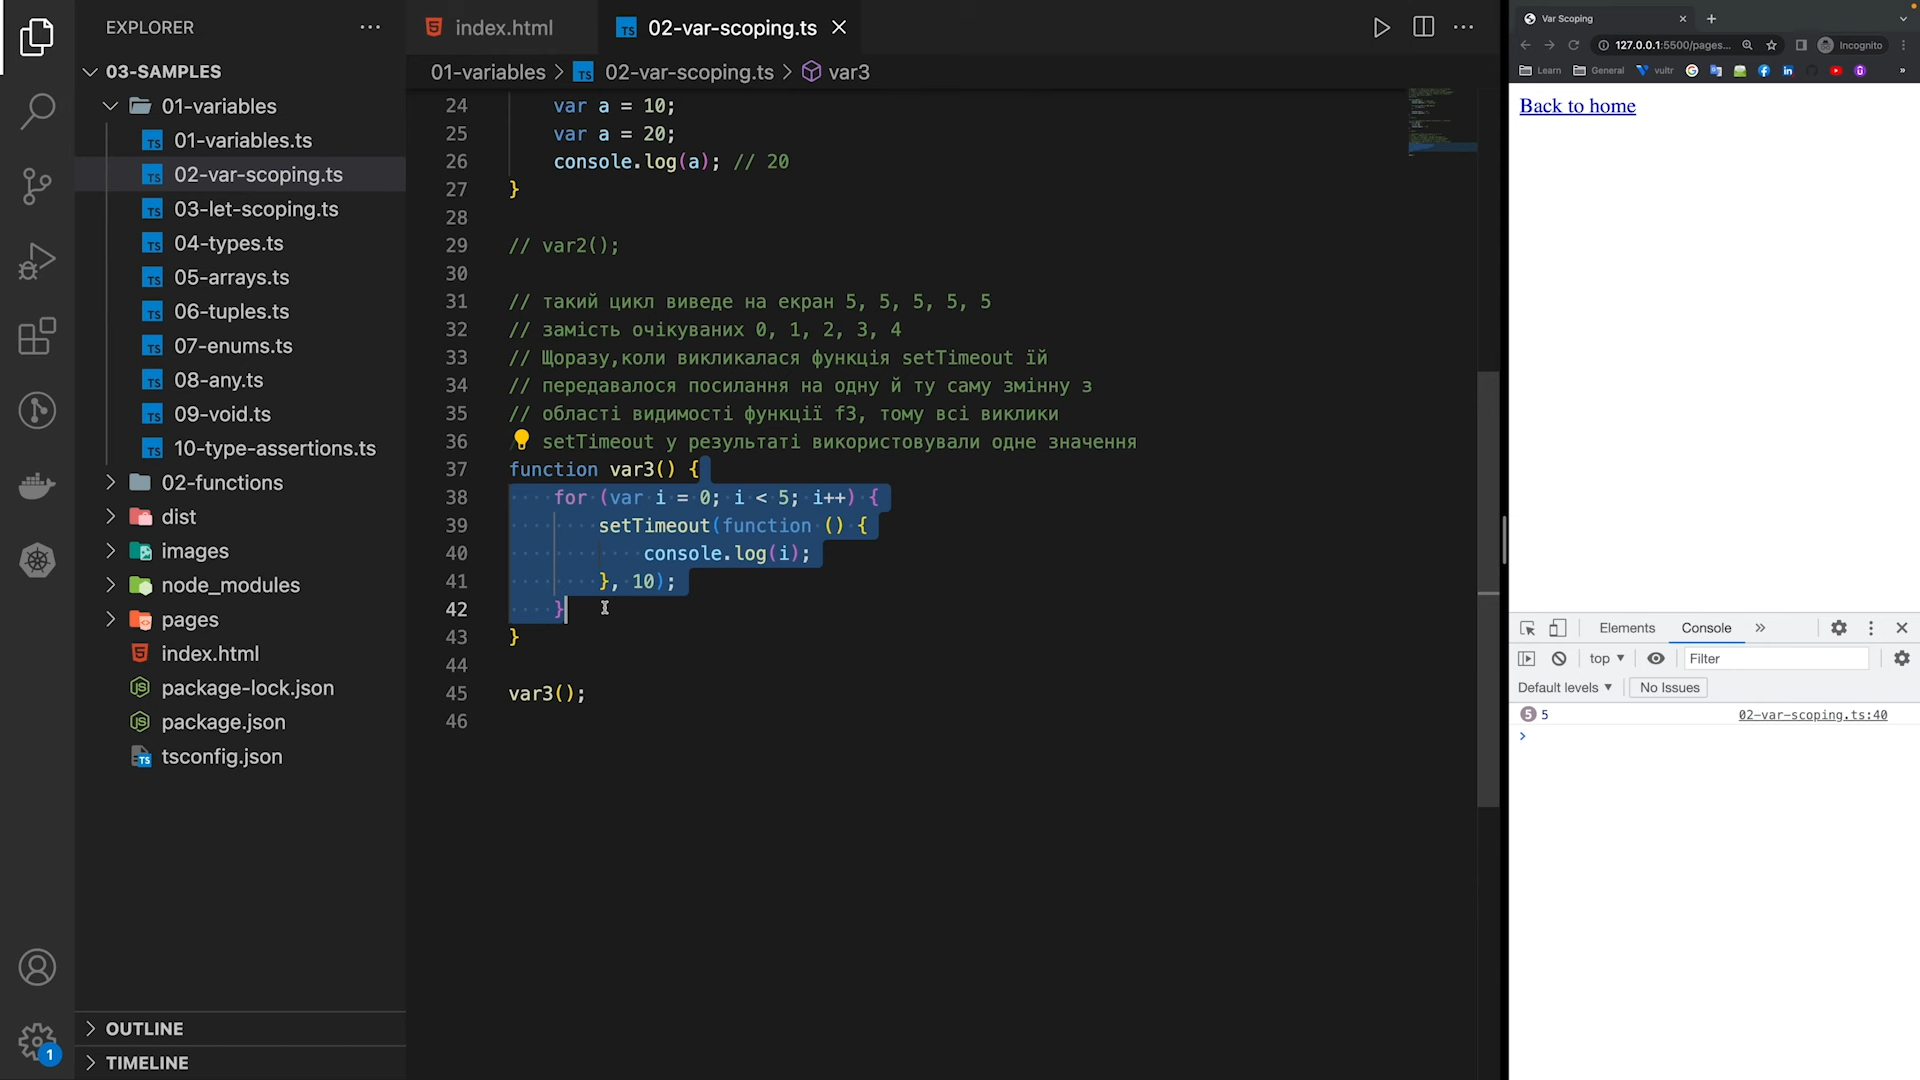 EXPLORER
03-SAMPLES
01-variables
01-variables.ts
02-var-scoping.ts
03-let-scoping.ts
04-types.ts
05-arrays.ts
06-tuples.ts
07-enums.ts
08-any.ts
09-void.ts
10-type-assertions.ts
02-functions
dist
images
node_modules
pages
index.html
package-lock.json
package.json
tsconfig.json
OUTLINE
TIMELINE
1
index.html
02-var-scoping.ts
01-variables > 02-var-scoping.ts > var3
24 var a = 10;
25 var a = 20;
26 console.log(a); // 20
27 }
28
29 // var2();
30
31 // такий цикл виведе на екран 5, 5, 5, 5, 5
32 // замість очікуваних 0, 1, 2, 3, 4
33 // Щоразу,коли викликалася функція setTimeout їй
34 // передавалося посилання на одну й ту саму змінну з
35 // області видимості функції f3, тому всі виклики
36 setTimeout у результаті використовували одне значення
37 function var3() {
38 for (var i = 0; i < 5; i++) {
39 setTimeout(function () {
40 console.log(i);
41 }, 10);
42 }
43 }
44
45 var3();
46
Var Scoping
127.0.0.1:5500/pages...
Incognito
Learn General vultr
Back to home
Elements Console
top
Filter
Default levels No Issues
5 5 02-var-scoping.ts:40